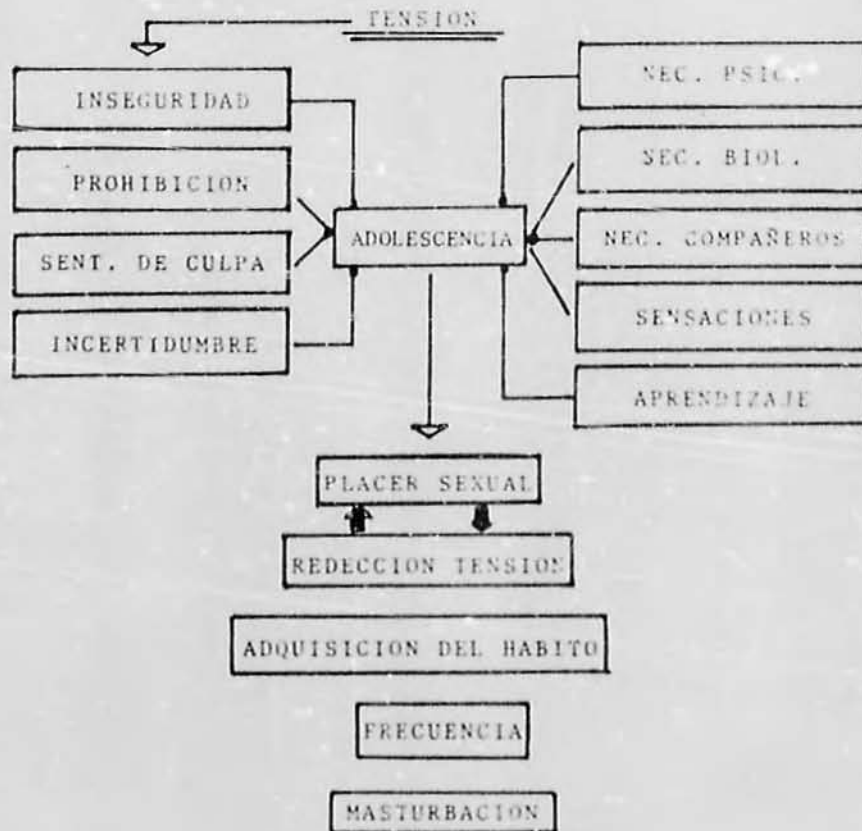 TENSION
INSEGURIDAD
PROHIBICION
SENT. DE CULPA
INCERTIDUMBRE
ADOLESCENCIA
NEC. PSIC.
NEC. BIOL.
NEC. COMPAÑEROS
SENSACIONES
APRENDIZAJE
PLACER SEXUAL
REDECCION TENSION
ADQUISICION DEL HABITO
FRECUENCIA
MASTURBACION